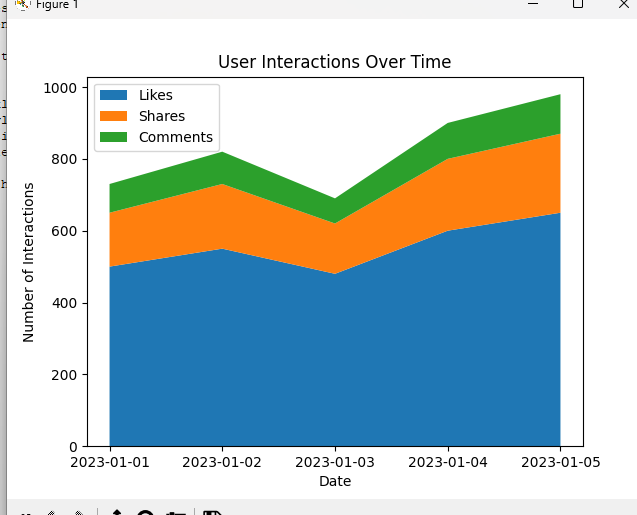 Figure 1
User Interactions Over Time
1000
800
600
400
200
0
Number of Interactions
Likes
Shares
Comments
2023-01-01 2023-01-02 2023-01-03 2023-01-04 2023-01-05
Date